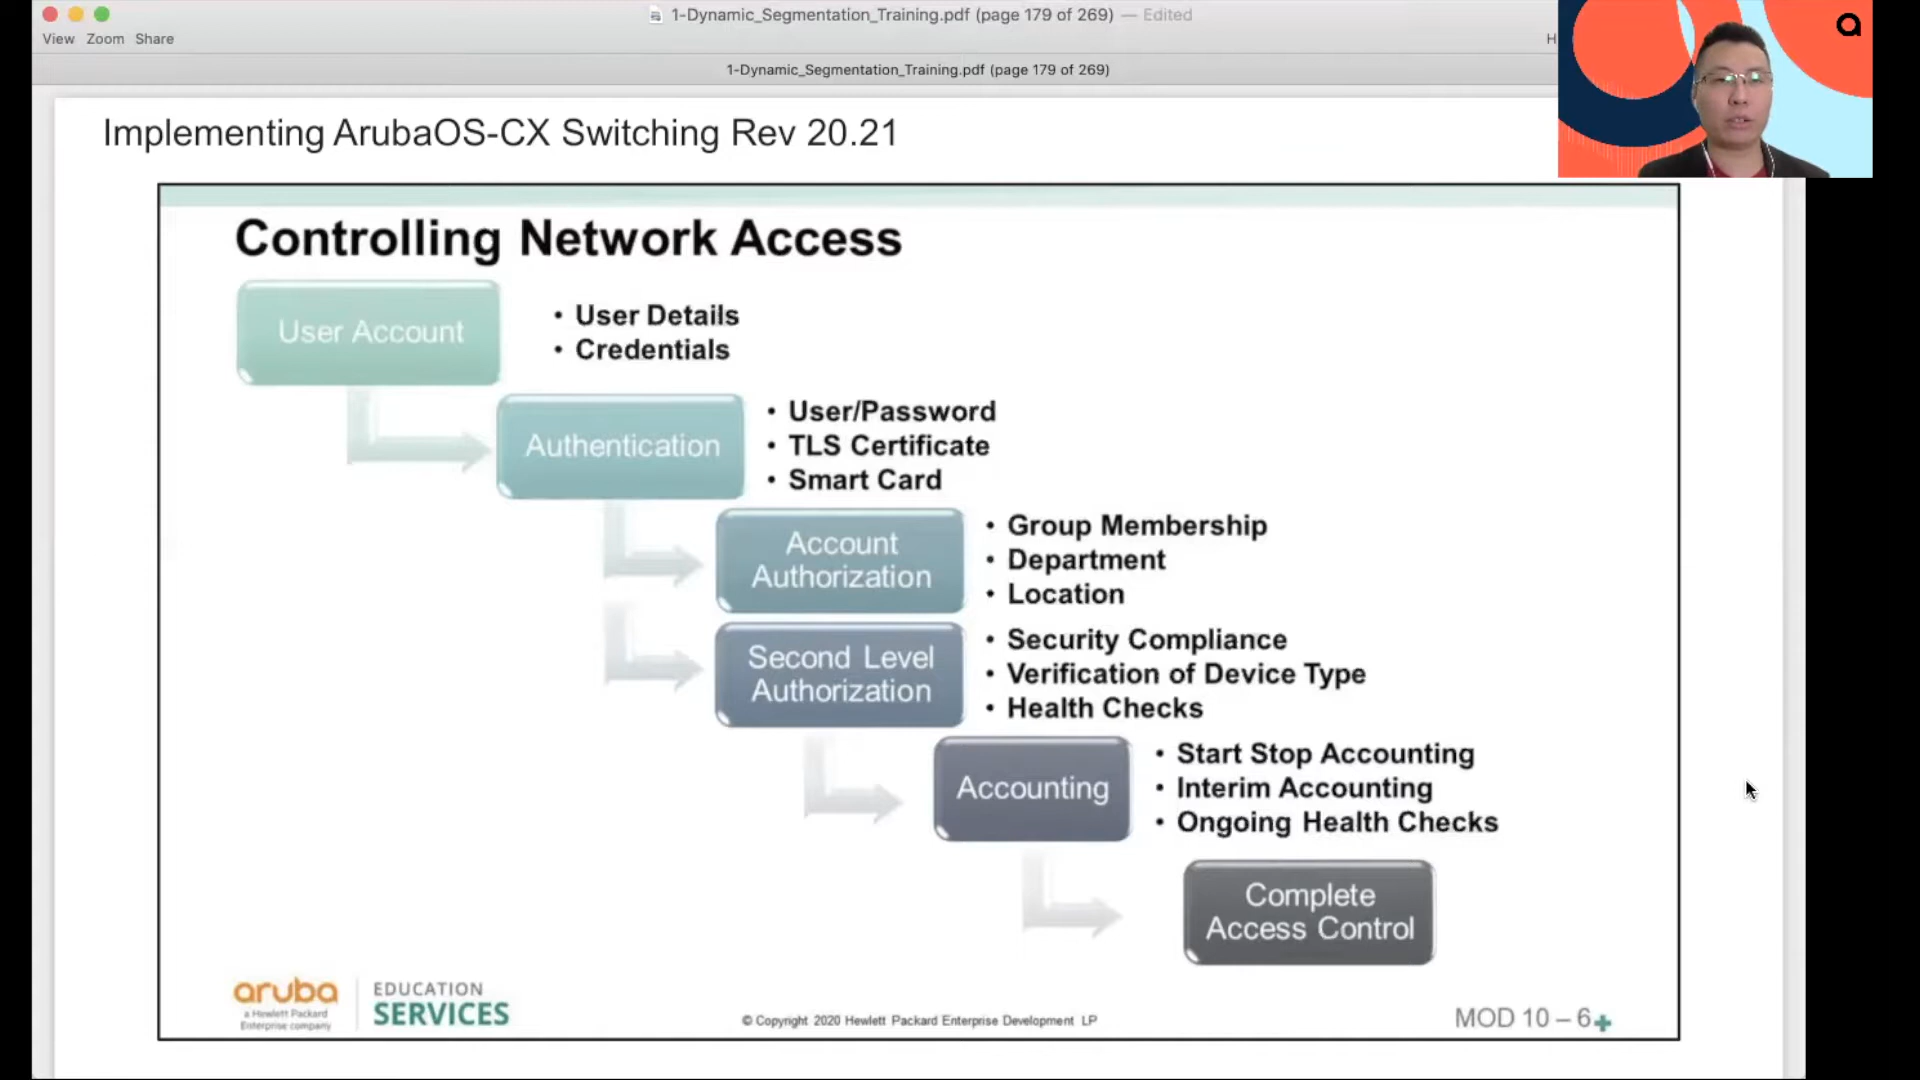 1-Dynamic_Segmentation_Training.pdf (page 179 of 269) — Edited
View Zoom Share
H
1-Dynamic_Segmentation_Training.pdf (page 179 of 269)
Implementing ArubaOS-CX Switching Rev 20.21
Controlling Network Access
User Account
• User Details
• Credentials
Authentication
• User/Password
• TLS Certificate
• Smart Card
Account
Authorization
• Group Membership
• Department
• Location
Second Level
Authorization
• Security Compliance
• Verification of Device Type
• Health Checks
Accounting
• Start Stop Accounting
• Interim Accounting
• Ongoing Health Checks
Complete
Access Control
aruba
a Hewlett Packard
Enterprise company
EDUCATION
SERVICES
© Copyright 2020 Hewlett Packard Enterprise Development LP
MOD 10 – 6